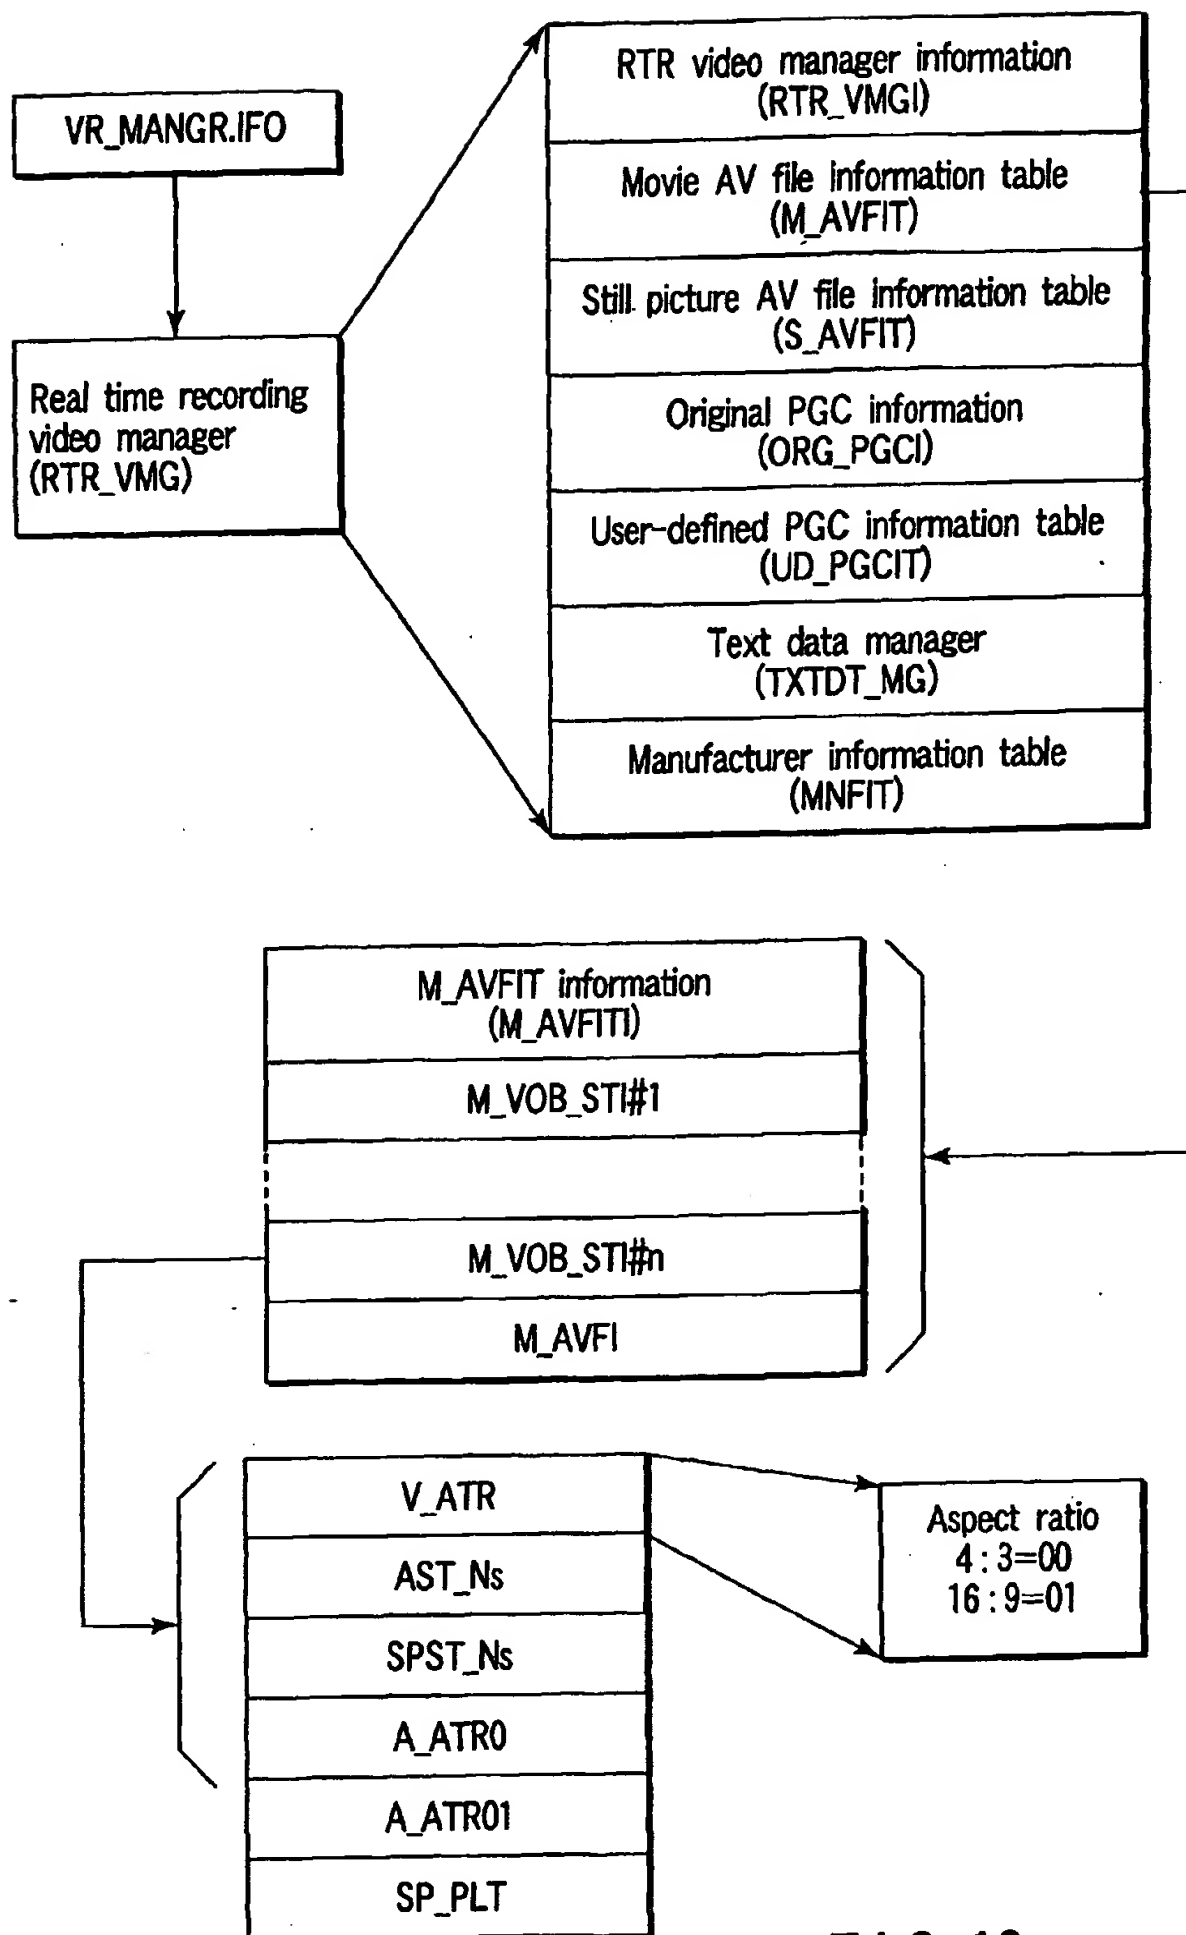 VR_MANGR.IFO
Real time recording
video manager
(RTR_VMG)
RTR video manager information
(RTR_VMGI)
Movie AV file information table
(M_AVFIT)
Still picture AV file information table
(S_AVFIT)
Original PGC information
(ORG_PGCI)
User-defined PGC information table
(UD_PGCIT)
Text data manager
(TXTDT_MG)
Manufacturer information table
(MNFIT)
M_AVFIT information
(M_AVFITI)
M_VOB_STI#1
M_VOB_STI#n
M_AVFI
V_ATR
AST_Ns
SPST_Ns
A_ATR0
A_ATR01
SP_PLT
Aspect ratio
4:3=00
16:9=01